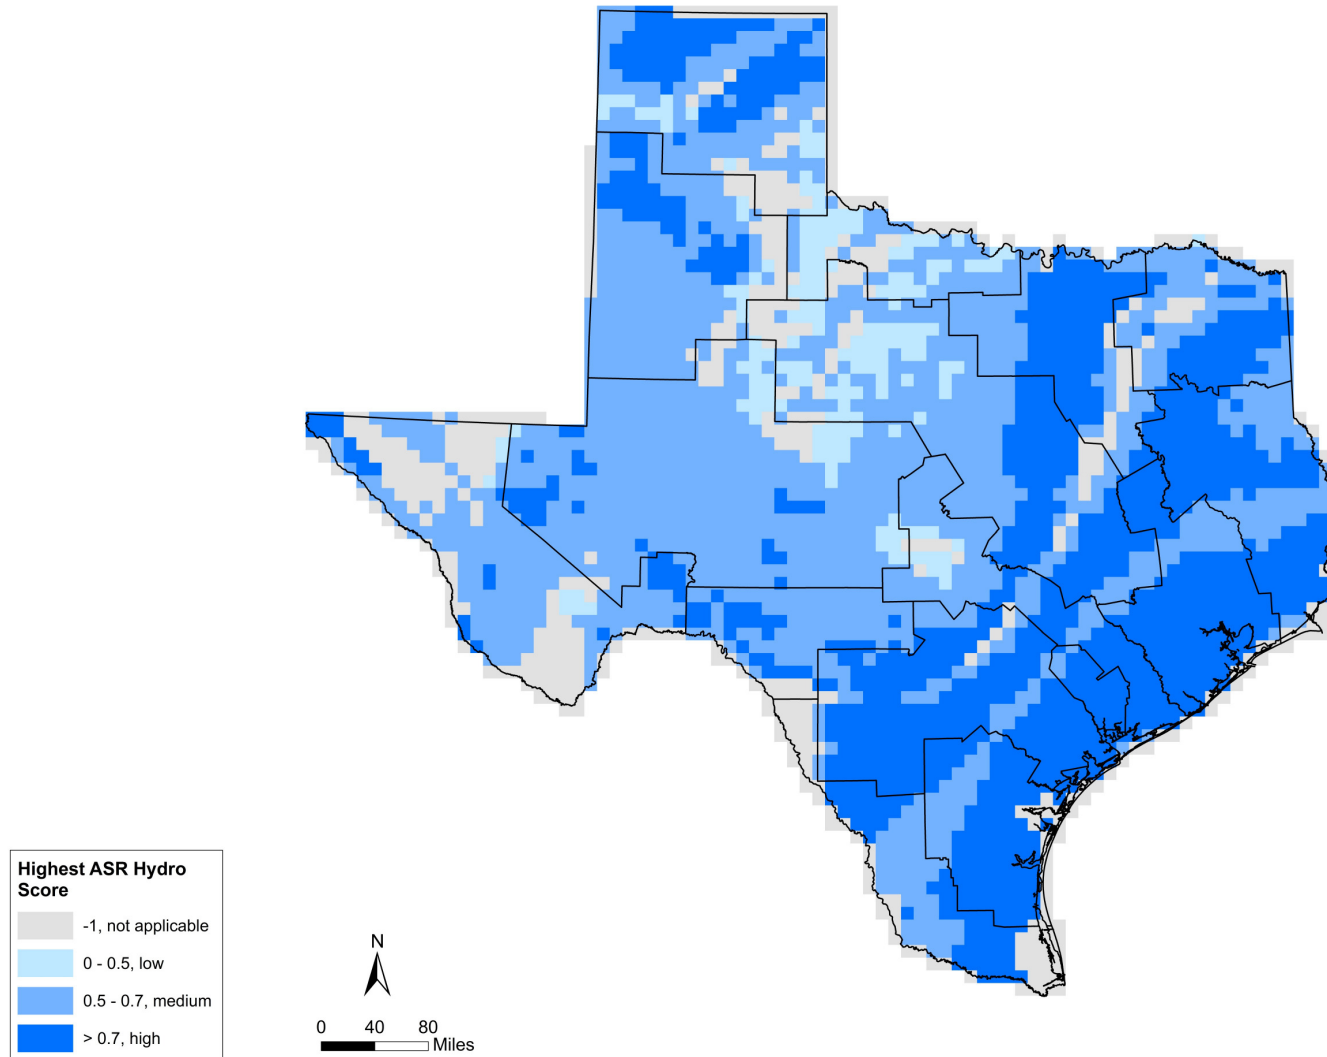 Highest ASR Hydro
Score
-1, not applicable
0 - 0.5, low
0.5 - 0.7, medium
> 0.7, high
N
0 40 80
Miles